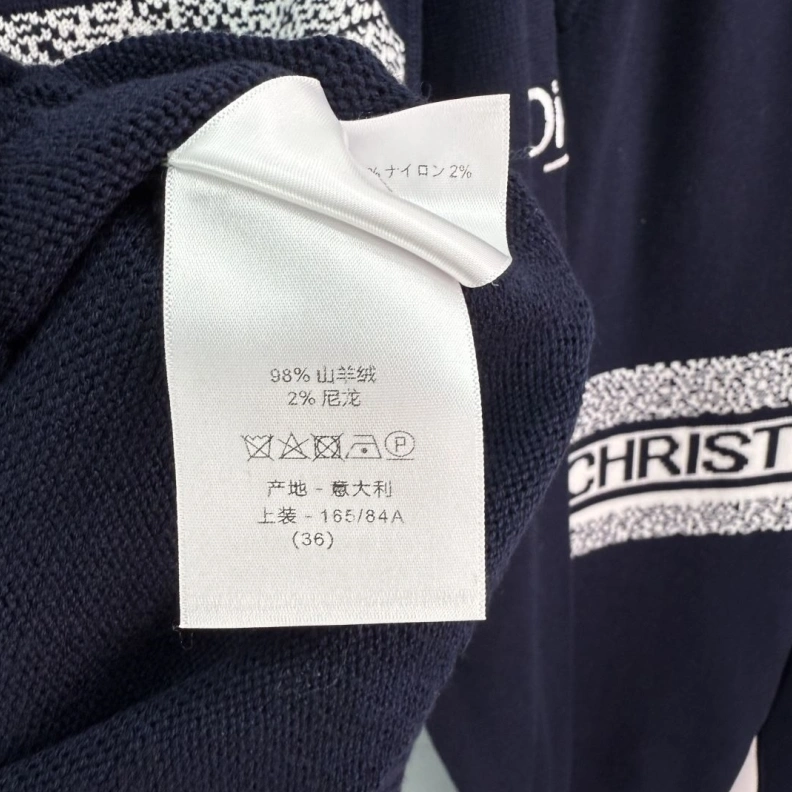 % ナイロン 2%
98% 山羊绒
2% 尼龙
P
产地 - 意大利
上装 - 165/84A
(36)
Di
CHRIST